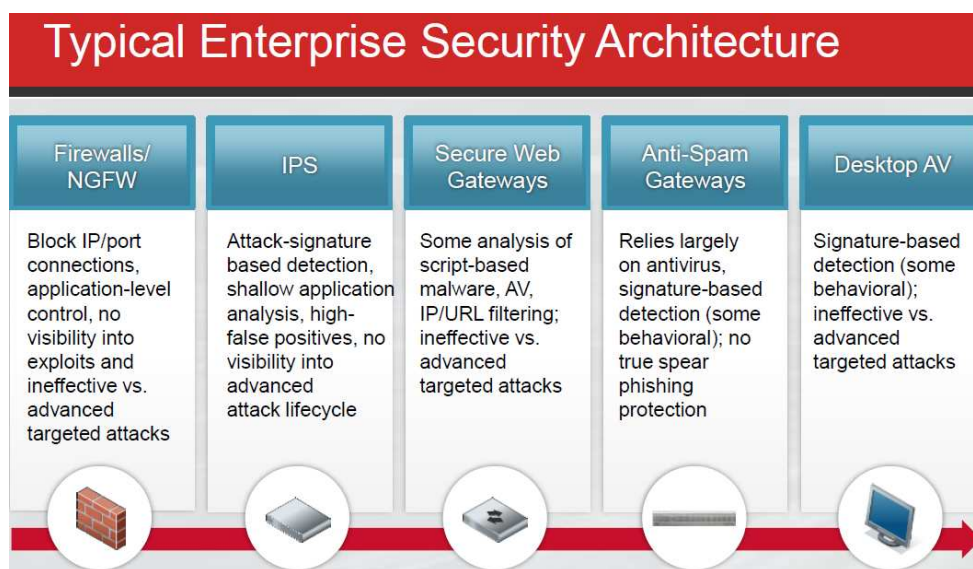 Typical Enterprise Security Architecture
Firewalls/
NGFW
Block IP/port
connections,
application-level
control, no
visibility into
exploits and
ineffective vs.
advanced
targeted attacks
IPS
Attack-signature
based detection,
shallow application
analysis, high-
false positives, no
visibility into
advanced
attack lifecycle
Secure Web
Gateways
Some analysis of
script-based
malware, AV,
IP/URL filtering;
ineffective vs.
advanced
targeted attacks
Anti-Spam
Gateways
Relies largely
on antivirus,
signature-based
detection (some
behavioral); no
true spear
phishing
protection
Desktop AV
Signature-based
detection (some
behavioral);
ineffective vs.
advanced
targeted attacks